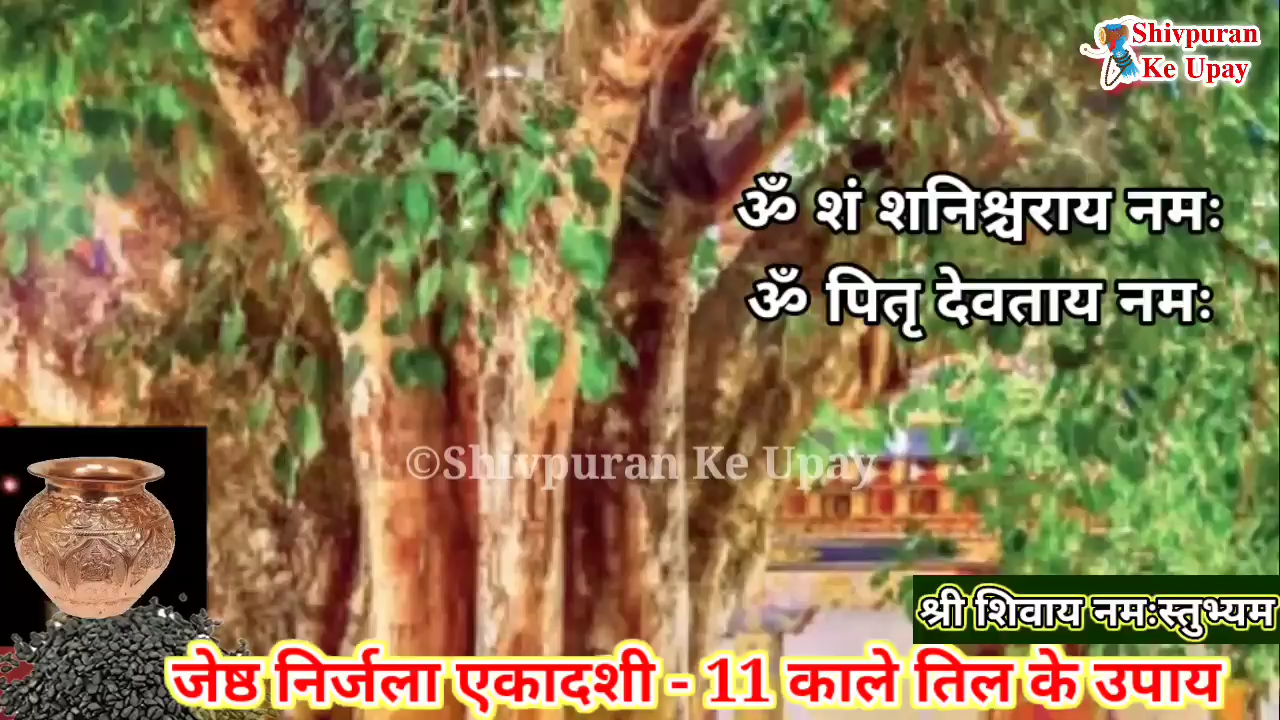 Shivpuran
Ke Upay
ॐ शं शनिश्चराय नमः
ॐ पितृ देवताय नमः
©Shivpuran Ke Upay
श्री शिवाय नमःस्तुभ्यम
जेष्ठ निर्जला एकादशी - 11 काले तिल के उपाय